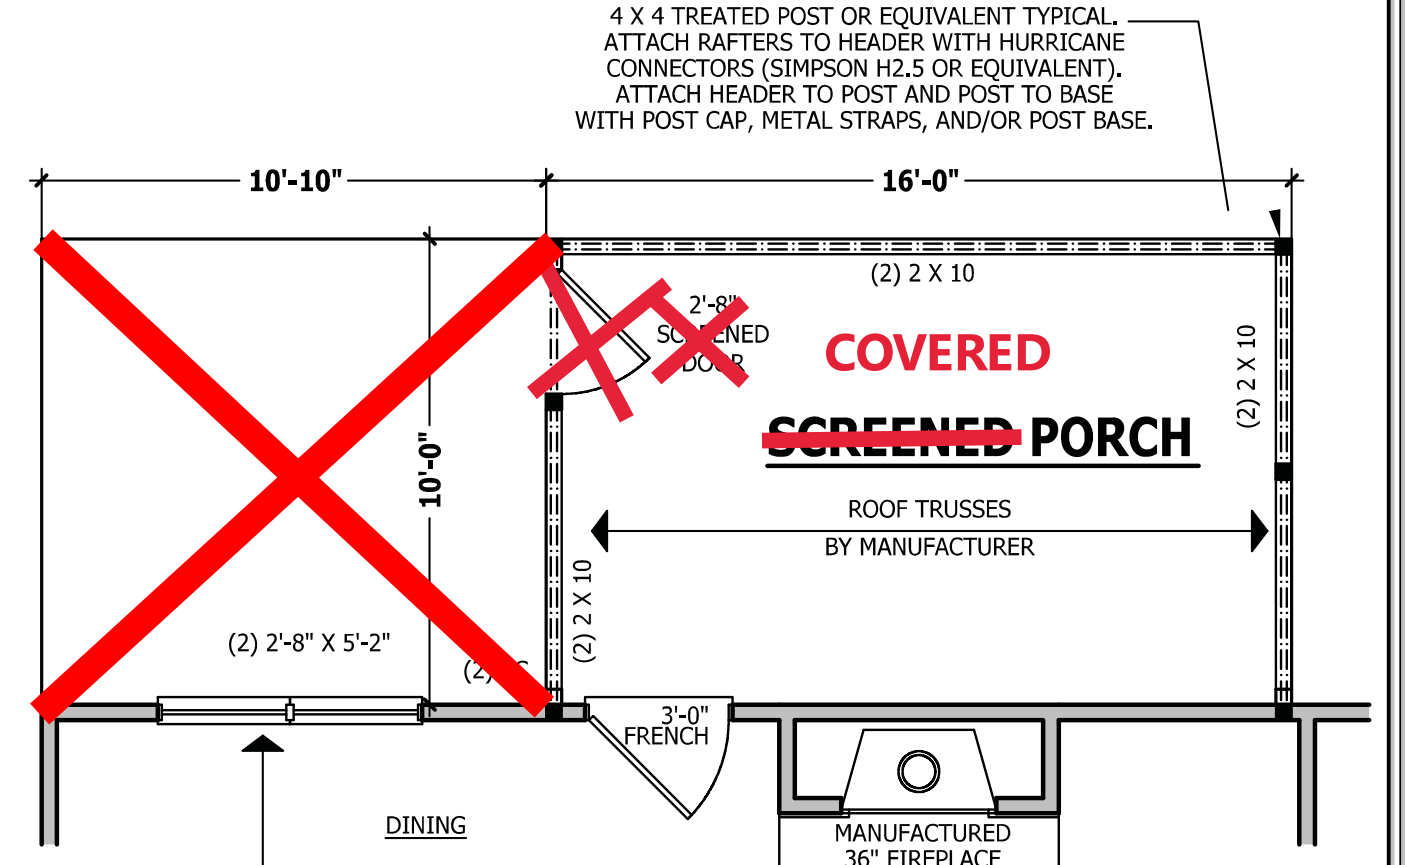 4 X 4 TREATED POST OR EQUIVALENT TYPICAL.
ATTACH RAFTERS TO HEADER WITH HURRICANE
CONNECTORS (SIMPSON H2.5 OR EQUIVALENT).
ATTACH HEADER TO POST AND POST TO BASE
WITH POST CAP, METAL STRAPS, AND/OR POST BASE.
10'-10"
16'-0"
(2) 2 X 10
2'-8"
SCREENED
DOOR
COVERED
(2) 2 X 10
SCREENED PORCH
10'-0"
ROOF TRUSSES
BY MANUFACTURER
(2) 2 X 10
(2) 2'-8" X 5'-2"
(2)
3'-0"
FRENCH
DINING
MANUFACTURED
36" FIREPLACE